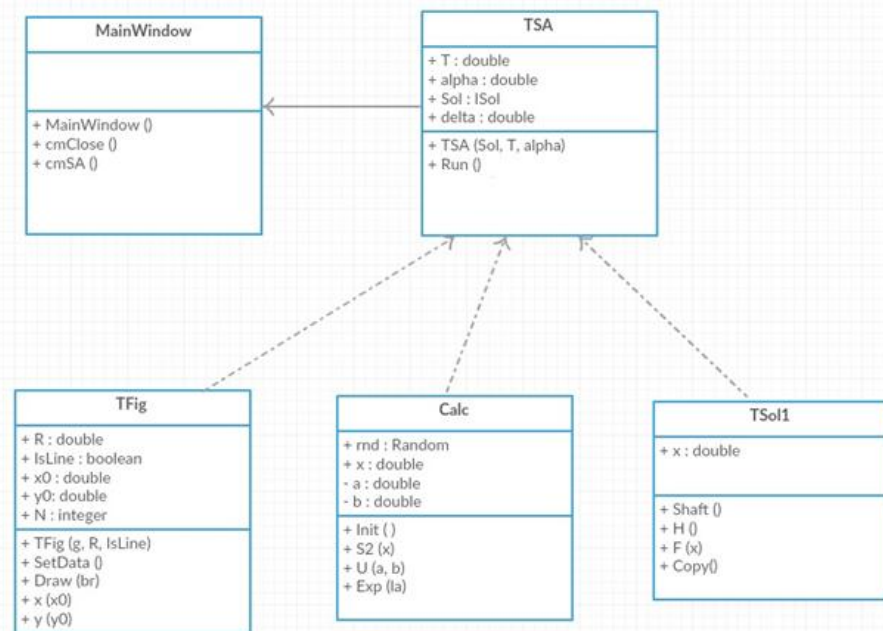 MainWindow
+ MainWindow ()
+ cmClose ()
+ cmSA ()
TSA
+ T : double
+ alpha : double
+ Sol : ISol
+ delta : double
+ TSA (Sol, T, alpha)
+ Run ()
TFig
+ R : double
+ IsLine : boolean
+ x0 : double
+ y0: double
+ N : integer
+ TFig (g, R, IsLine)
+ SetData ()
+ Draw (br)
+ x (x0)
+ y (y0)
Calc
+ rnd : Random
+ x : double
- a : double
- b : double
+ Init ( )
+ S2 (x)
+ U (a, b)
+ Exp (la)
TSol1
+ x : double
+ Shaft ()
+ H ()
+ F (x)
+ Copy()